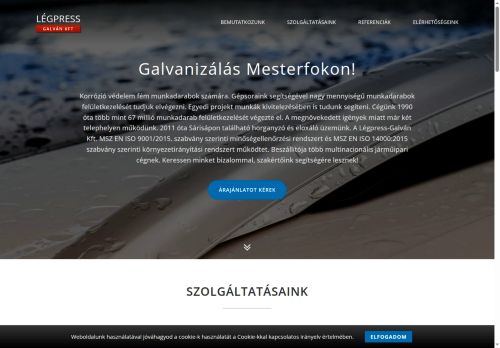 LÉGPRESS
GALVÁN KFT
BEMUTATKOZUNK
SZOLGÁLTATÁSAINK
REFERENCIÁK
ELÉRHETŐSÉGEINK
Galvanizálás Mesterfokon!
Korrózió védelem fém munkadarabok számára. Gépsoraink segítségével nagy mennyiségű munkadarabok
felületkezelését tudjuk elvégezni, Egyedi projekt munkák kivitelezésében is tudunk segíteni. Cégünk 1990
óta több mint 67 millió munkadarab felületkezelését végezte el. A megnövekedett igények miatt már két
telephelyen működünk. 2011 óta Sárisápon található horganyzó és eloxáló üzemünk. A Légpress-Galván
Kft. MSZ EN ISO 9001/2015. szabvány szerinti minőségellenőrzési rendszert és MSZ EN ISO 14000:2015
szabvány szerinti környezetirányítási rendszert működtet. Beszállítója több multinacionális járműipari
cégnek. Keressen minket bizalommal, szakértőink segítségére lesznek!
ÁRAJÁNLATOT KÉREK
SZOLGÁLTATÁSAINK
Weboldalunk használatával jóváhagyod a cookie-k használatát a Cookie-kkal kapcsolatos irányelv értelmében.
ELFOGADOM